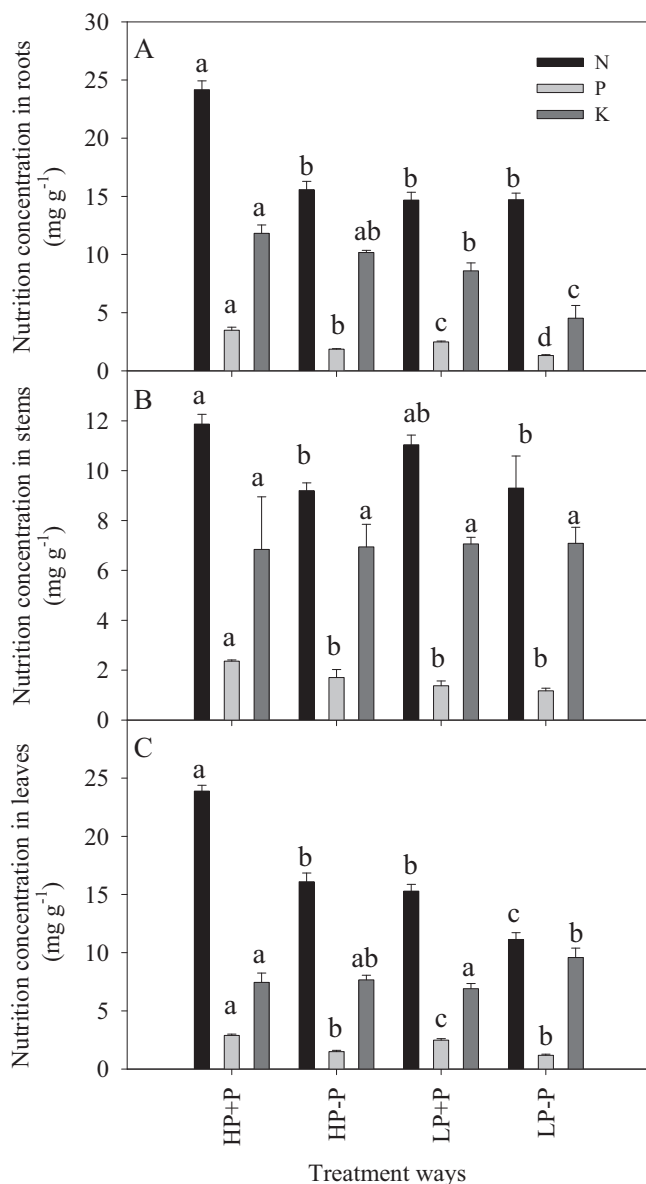 A
N
P
K
Nutrition concentration in roots
(mg g⁻¹)
30
25
20
15
10
5
0
a
a
a
b
b
ab
b
c
b
b
d
c
B
Nutrition concentration in stems
(mg g⁻¹)
12
10
8
6
4
2
0
a
a
a
b
b
a
ab
b
a
b
b
a
C
Nutrition concentration in leaves
(mg g⁻¹)
25
20
15
10
5
0
a
a
a
b
b
ab
b
c
a
c
b
b
HP+P
HP-P
LP+P
LP-P
Treatment ways